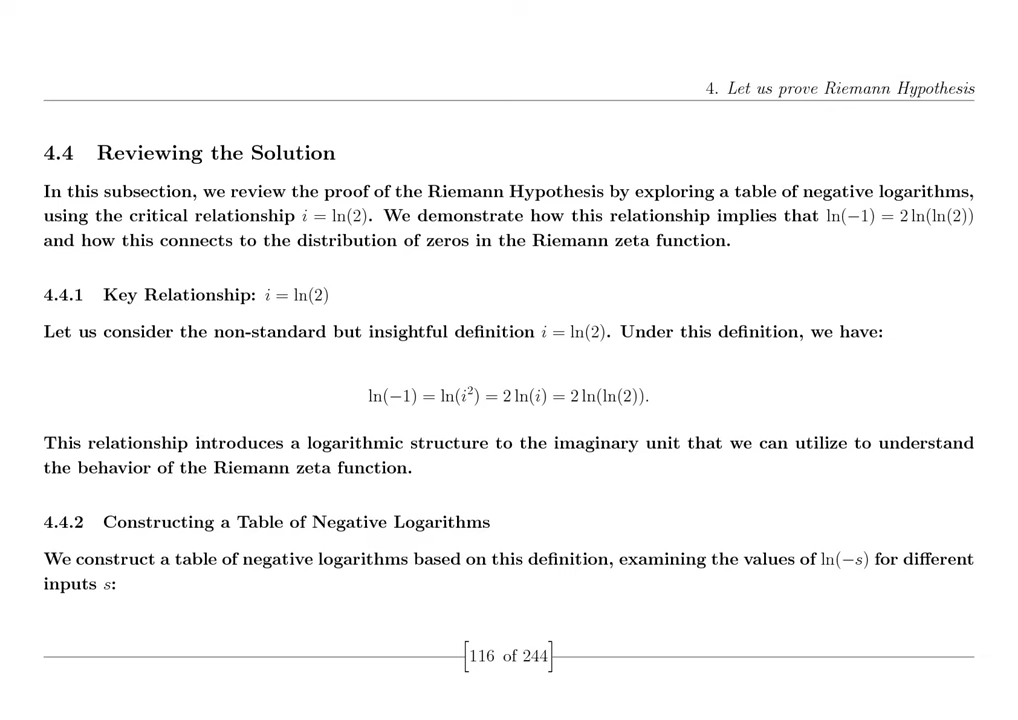 4. Let us prove Riemann Hypothesis
4.4 Reviewing the Solution
In this subsection, we review the proof of the Riemann Hypothesis by exploring a table of negative logarithms,
using the critical relationship i = ln(2). We demonstrate how this relationship implies that ln(−1) = 2 ln(ln(2))
and how this connects to the distribution of zeros in the Riemann zeta function.
4.4.1 Key Relationship: i = ln(2)
Let us consider the non-standard but insightful definition i = ln(2). Under this definition, we have:
ln(−1) = ln(i²) = 2 ln(i) = 2 ln(ln(2)).
This relationship introduces a logarithmic structure to the imaginary unit that we can utilize to understand
the behavior of the Riemann zeta function.
4.4.2 Constructing a Table of Negative Logarithms
We construct a table of negative logarithms based on this definition, examining the values of ln(−s) for different
inputs s:
[116 of 244]